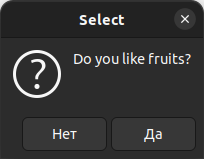 Select
Do you like fruits?
Нет
Да